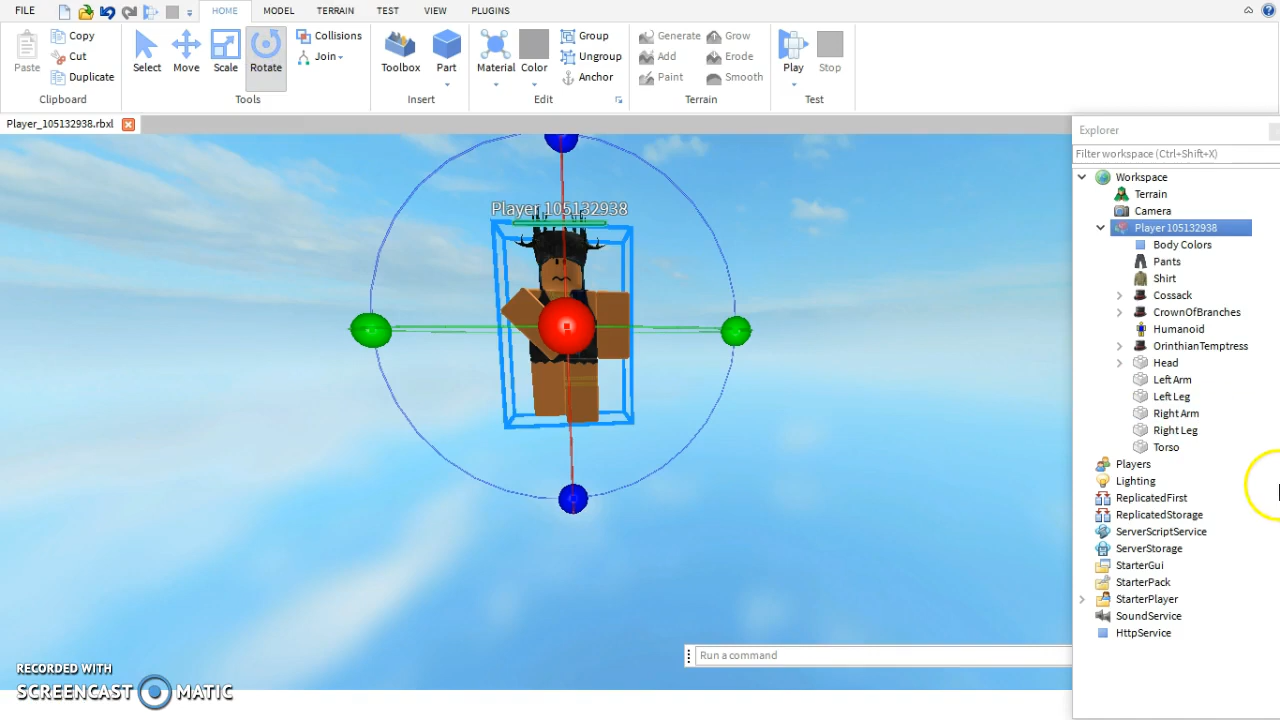 FILE HOME MODEL TERRAIN TEST VIEW PLUGINS
Paste Copy Cut Duplicate Clipboard
Select Move Scale Rotate Collisions Join Tools
Toolbox Part Insert
Material Color Group Ungroup Anchor Edit
Generate Grow Add Erode Paint Smooth Terrain
Play Stop Test
Player_105132938.rbxl
Explorer
Filter workspace (Ctrl+Shift+X)
Workspace
Terrain
Camera
Player 105132938
Body Colors
Pants
Shirt
Cossack
CrownOfBranches
Humanoid
OrinthianTemptress
Head
Left Arm
Left Leg
Right Arm
Right Leg
Torso
Players
Lighting
ReplicatedFirst
ReplicatedStorage
ServerScriptService
ServerStorage
StarterGui
StarterPack
StarterPlayer
SoundService
HttpService
Player 105132938
Run a command
RECORDED WITH
SCREENCAST MATIC